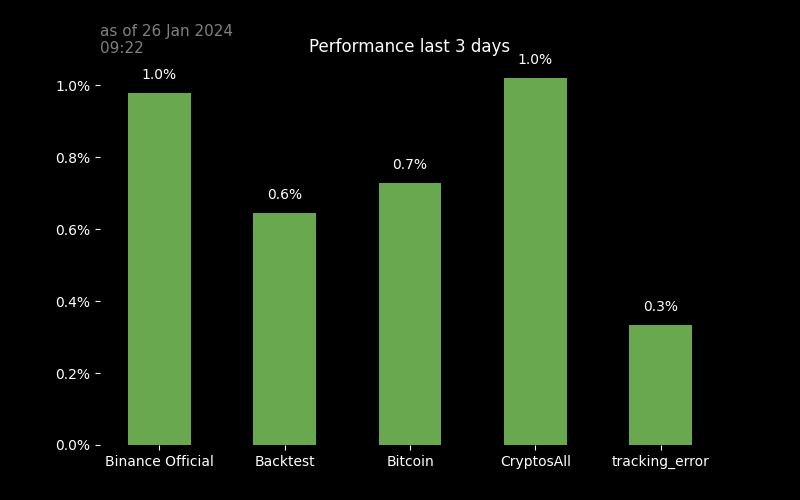 as of 26 Jan 2024
09:22
Performance last 3 days
1.0%
0.6%
0.7%
1.0%
0.3%
1.0%
0.8%
0.6%
0.4%
0.2%
0.0%
Binance Official
Backtest
Bitcoin
CryptosAll
tracking_error